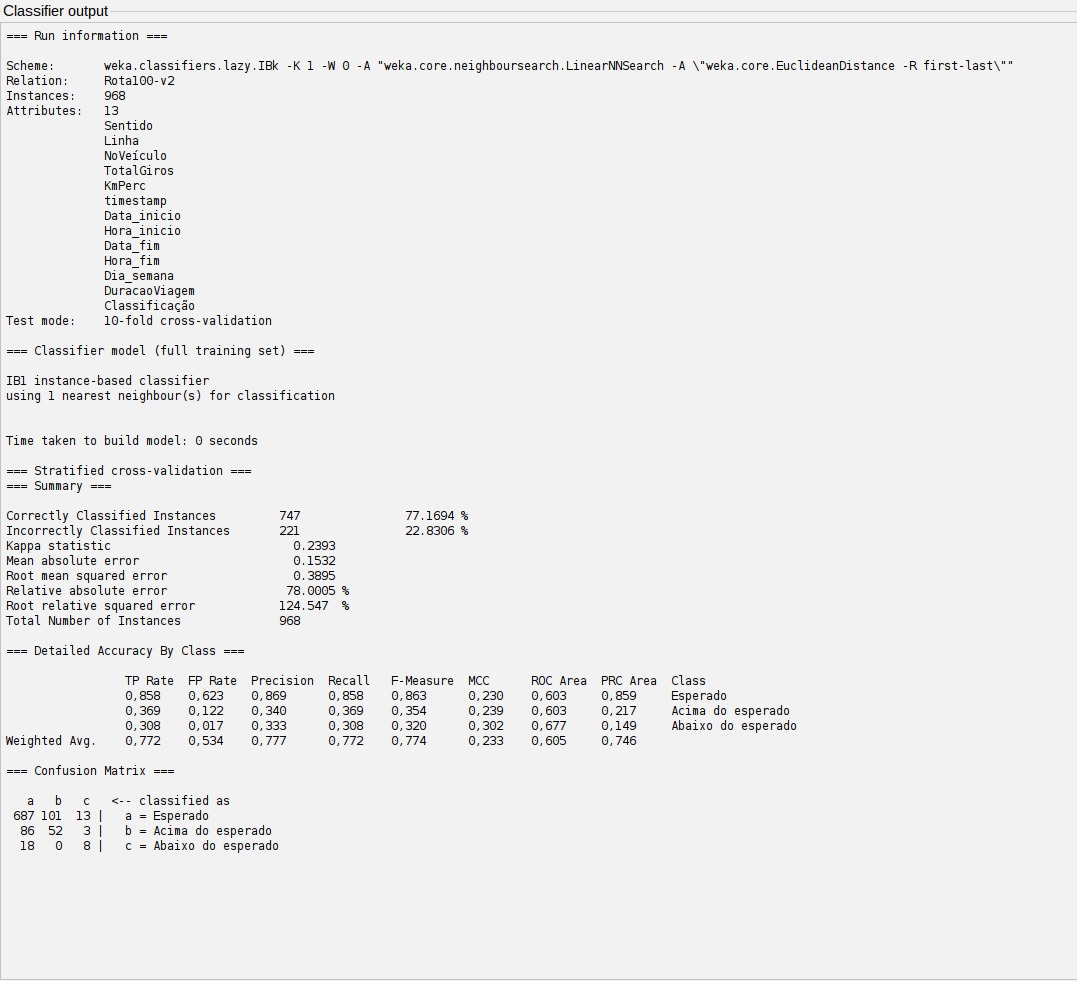 Classifier output
=== Run information ===
Scheme: weka.classifiers.lazy.IBk -K 1 -W 0 -A "weka.core.neighboursearch.LinearNNSearch -A \"weka.core.EuclideanDistance -R first-last\""
Relation: Rota100-v2
Instances: 968
Attributes: 13
Sentido
Linha
NoVeículo
TotalGiros
KmPerc
timestamp
Data_inicio
Hora_inicio
Data_fim
Hora_fim
Dia_semana
DuracaoViagem
Classificação
Test mode: 10-fold cross-validation
=== Classifier model (full training set) ===
IB1 instance-based classifier
using 1 nearest neighbour(s) for classification
Time taken to build model: 0 seconds
=== Stratified cross-validation ===
=== Summary ===
Correctly Classified Instances 747 77.1694 %
Incorrectly Classified Instances 221 22.8306 %
Kappa statistic 0.2393
Mean absolute error 0.1532
Root mean squared error 0.3895
Relative absolute error 78.0005 %
Root relative squared error 124.547 %
Total Number of Instances 968
=== Detailed Accuracy By Class ===
TP Rate FP Rate Precision Recall F-Measure MCC ROC Area PRC Area Class
0,858 0,623 0,869 0,858 0,863 0,230 0,603 0,859 Esperado
0,369 0,122 0,340 0,369 0,354 0,239 0,603 0,217 Acima do esperado
0,308 0,017 0,333 0,308 0,320 0,302 0,677 0,149 Abaixo do esperado
Weighted Avg. 0,772 0,534 0,777 0,772 0,774 0,233 0,605 0,746
=== Confusion Matrix ===
a b c <-- classified as
687 101 13 | a = Esperado
86 52 3 | b = Acima do esperado
18 0 8 | c = Abaixo do esperado